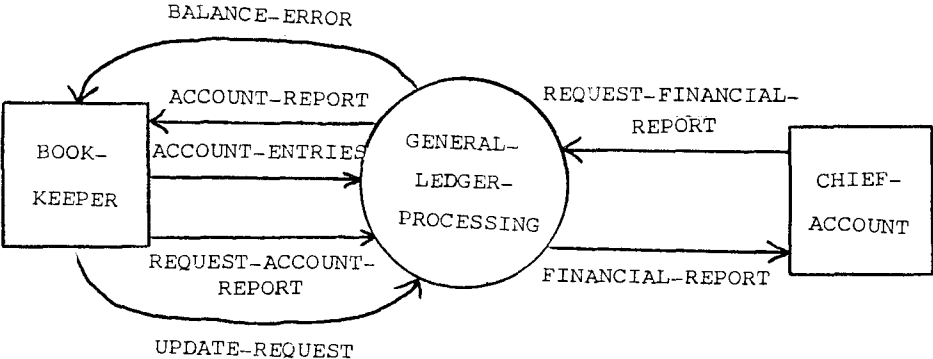 BALANCE-ERROR
ACCOUNT-REPORT
ACCOUNT-ENTRIES
BOOK-
KEEPER
REQUEST-ACCOUNT-
REPORT
UPDATE-REQUEST
GENERAL-
LEDGER-
PROCESSING
REQUEST-FINANCIAL-
REPORT
FINANCIAL-REPORT
CHIEF-
ACCOUNT